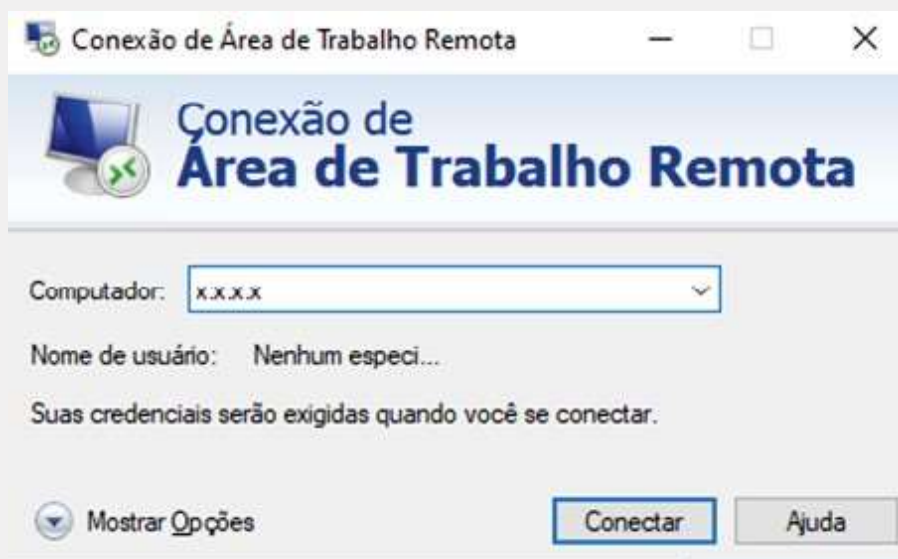 Conexão de Área de Trabalho Remota
Conexão de
Área de Trabalho Remota
Computador: x.x.x.x
Nome de usuário: Nenhum especi...
Suas credenciais serão exigidas quando você se conectar.
Mostrar Opções Conectar Ajuda